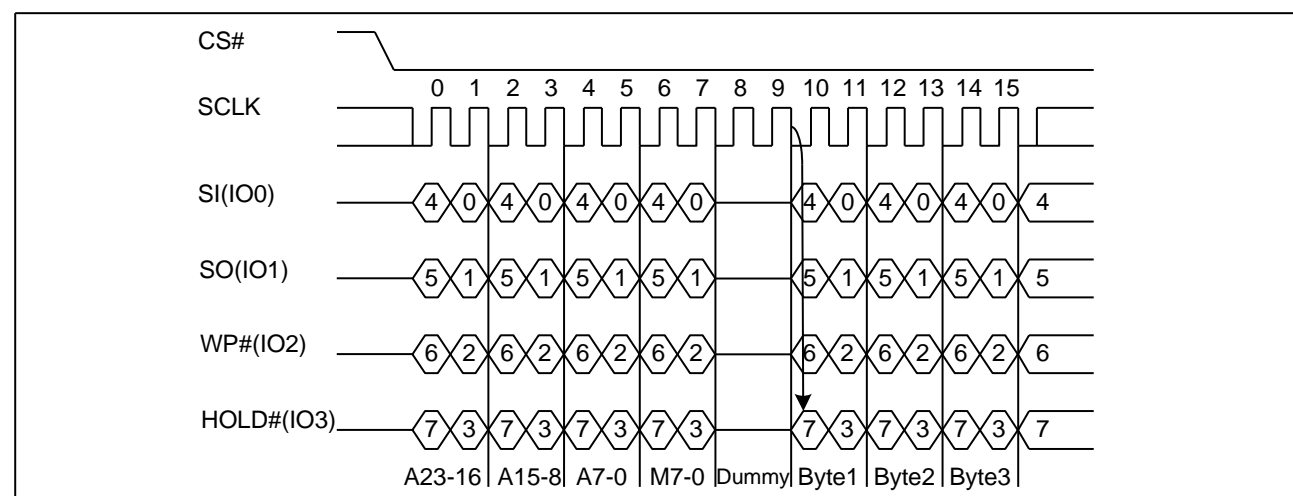 CS#
0 1 2 3 4 5 6 7 8 9 10 11 12 13 14 15
SCLK
SI(IO0) 4 0 4 0 4 0 4 0 4 0 4 0 4 0 4
SO(IO1) 5 1 5 1 5 1 5 1 5 1 5 1 5 1 5
WP#(IO2) 6 2 6 2 6 2 6 2 6 2 6 2 6 2 6
HOLD#(IO3) 7 3 7 3 7 3 7 3 7 3 7 3 7 3 7
A23-16 A15-8 A7-0 M7-0 Dummy Byte1 Byte2 Byte3